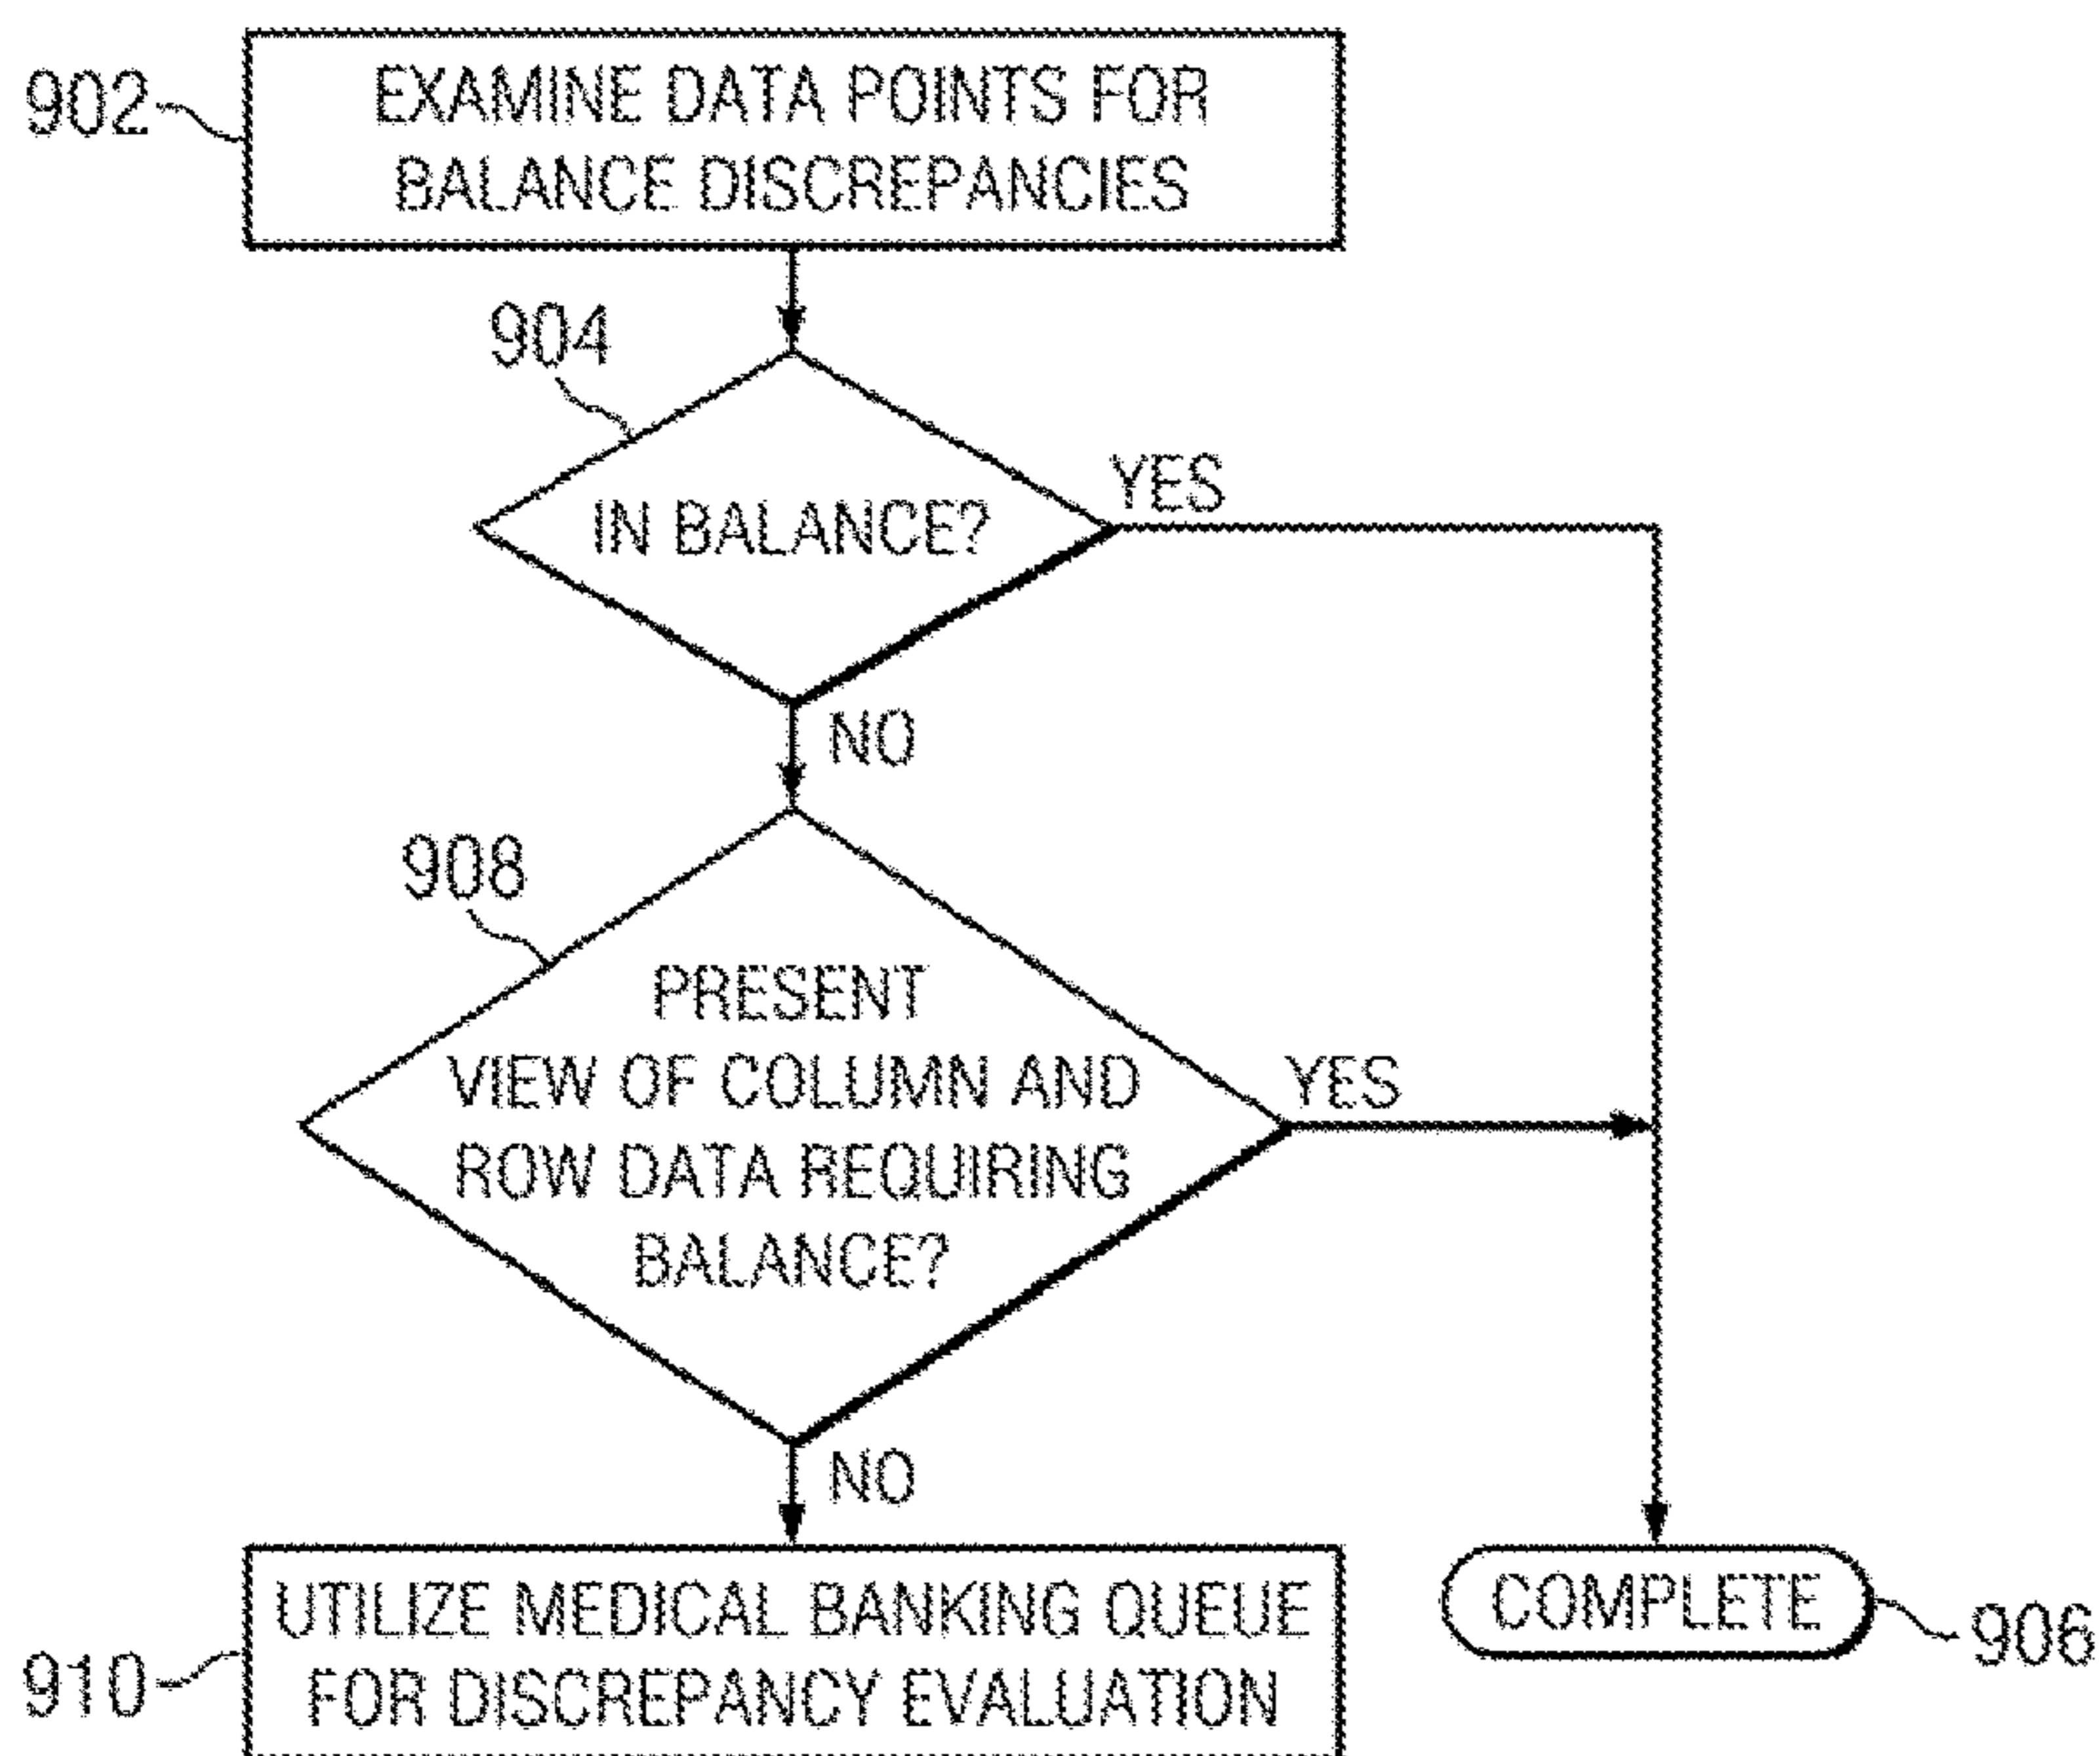 902
EXAMINE DATA POINTS FOR
BALANCE DISCREPANCIES
904
IN BALANCE?
YES
NO
908
PRESENT
VIEW OF COLUMN AND
ROW DATA REQUIRING
BALANCE?
YES
NO
910
UTILIZE MEDICAL BANKING QUEUE
FOR DISCREPANCY EVALUATION
COMPLETE
906